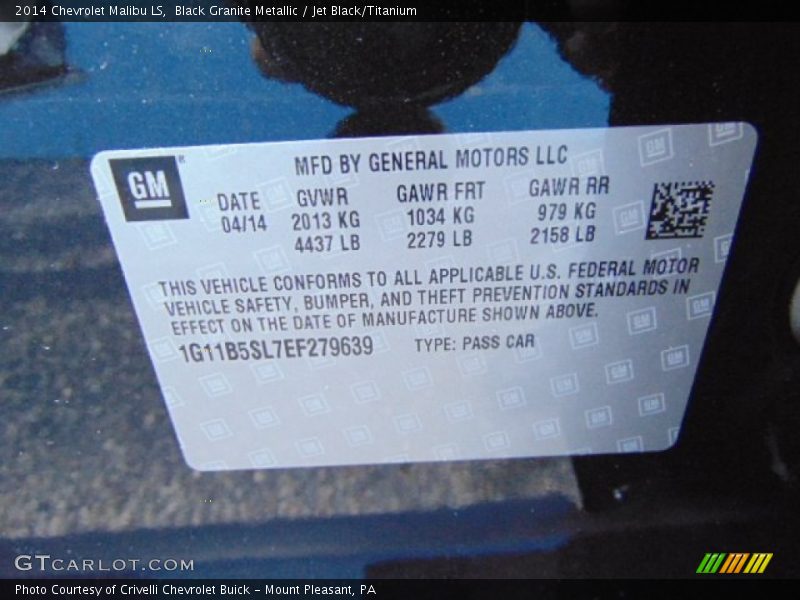 2014 Chevrolet Malibu LS,  Black Granite Metallic / Jet Black/Titanium
GM®
MFD BY GENERAL MOTORS LLC
DATE GVWR GAWR FRT GAWR RR
04/14 2013 KG 1034 KG 979 KG
4437 LB 2279 LB 2158 LB
THIS VEHICLE CONFORMS TO ALL APPLICABLE U.S. FEDERAL MOTOR
VEHICLE SAFETY, BUMPER, AND THEFT PREVENTION STANDARDS IN
EFFECT ON THE DATE OF MANUFACTURE SHOWN ABOVE.
1G11B5SL7EF279639 TYPE: PASS CAR
GTCARLOT.COM
Photo Courtesy of Crivelli Chevrolet Buick - Mount Pleasant, PA